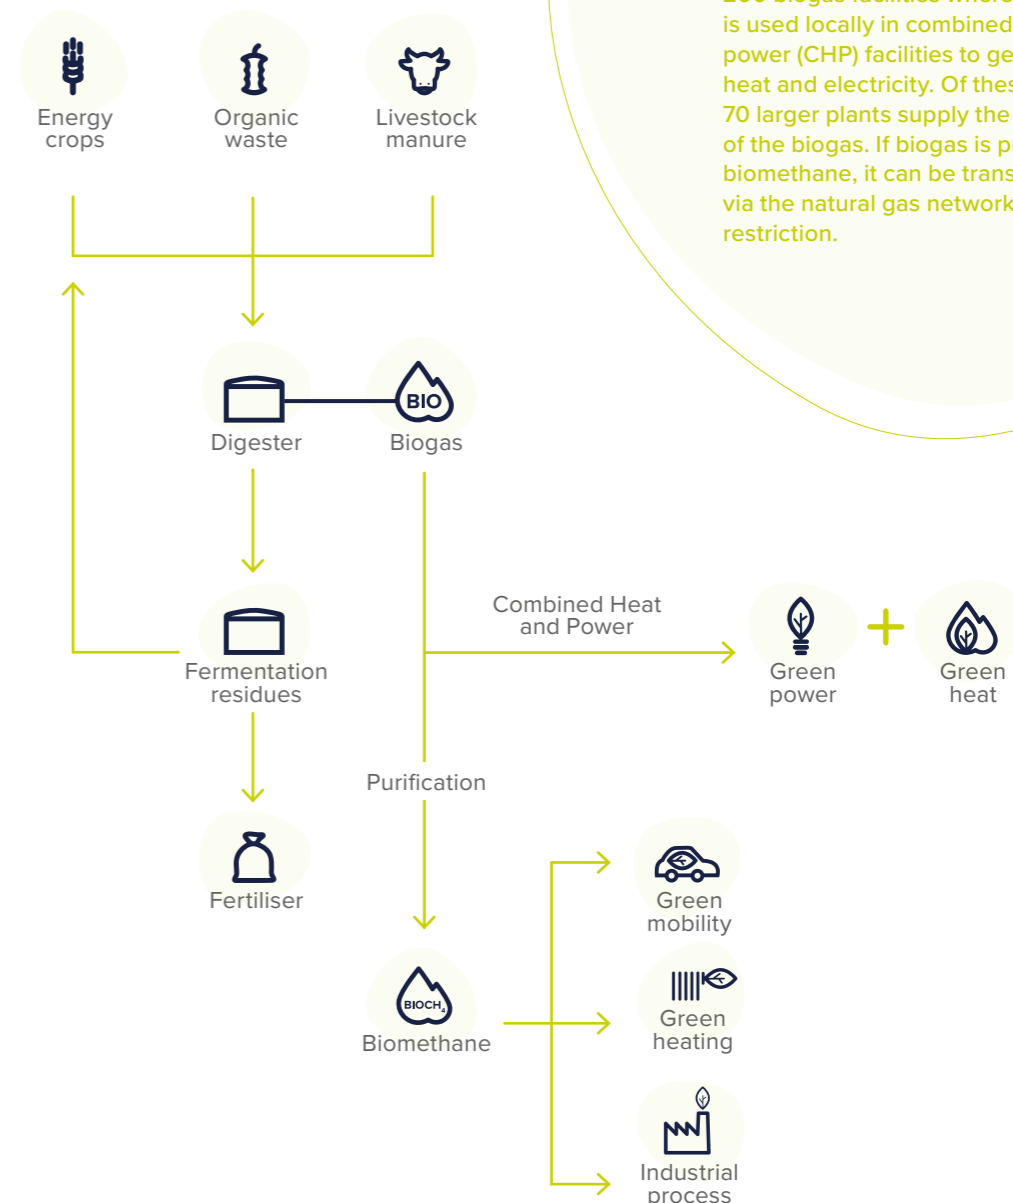 is used locally in combined
power (CHP) facilities to
heat and electricity. Of
70 larger plants supply the
of the biogas. If biogas is
biomethane, it can be
via the natural gas network
restriction.
Energy
crops
Organic
waste
Livestock
manure
BIO
Digester
Biogas
Combined Heat
and Power
Fermentation
residues
Green
power
+
Green
heat
Purification
Fertiliser
Green
mobility
BIOCH4
Biomethane
Green
heating
Industrial
process